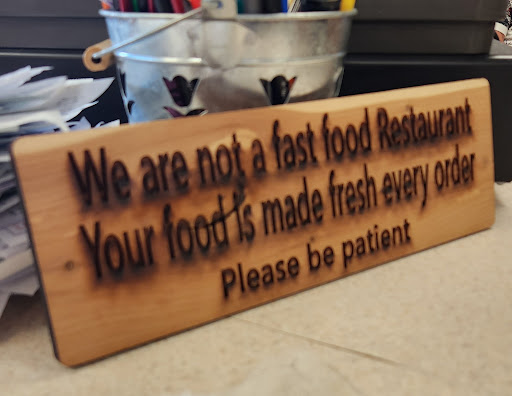 We are not a fast food Restaurant
Your food Is made fresh every order
Please be patient